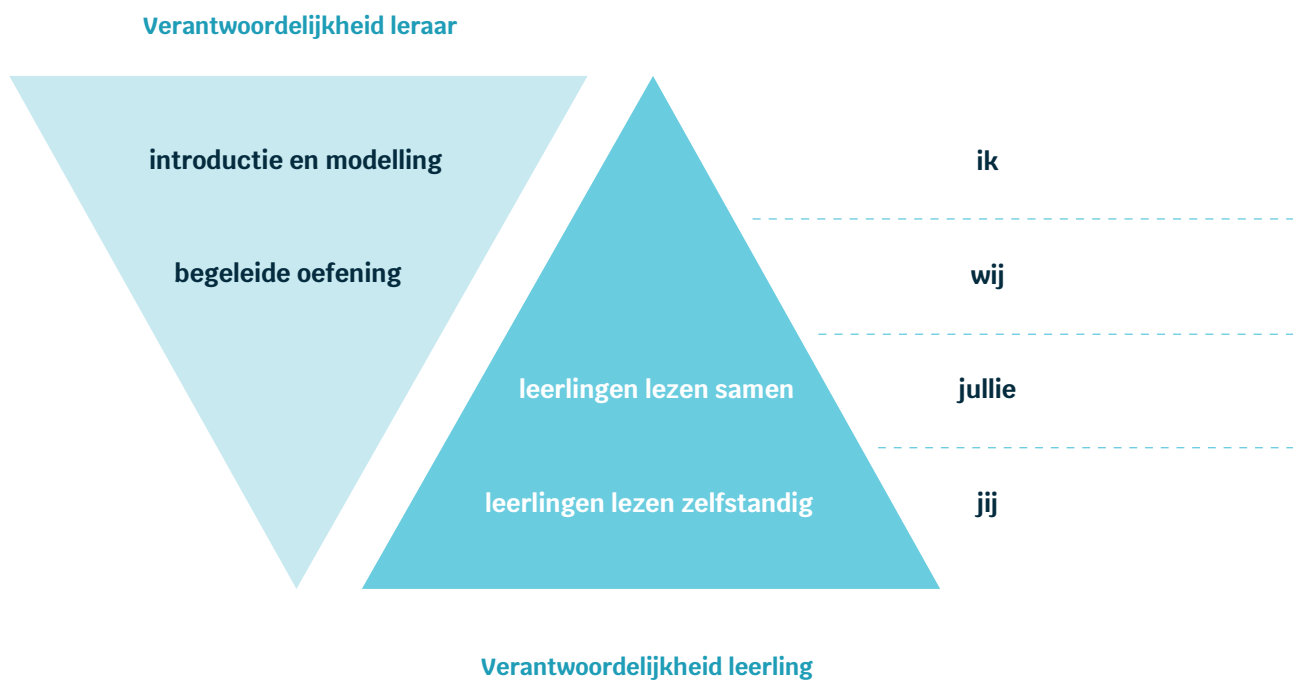 Verantwoordelijkheid leraar
introductie en modelling
ik
begeleide oefening
wij
leerlingen lezen samen
jullie
leerlingen lezen zelfstandig
jij
Verantwoordelijkheid leerling